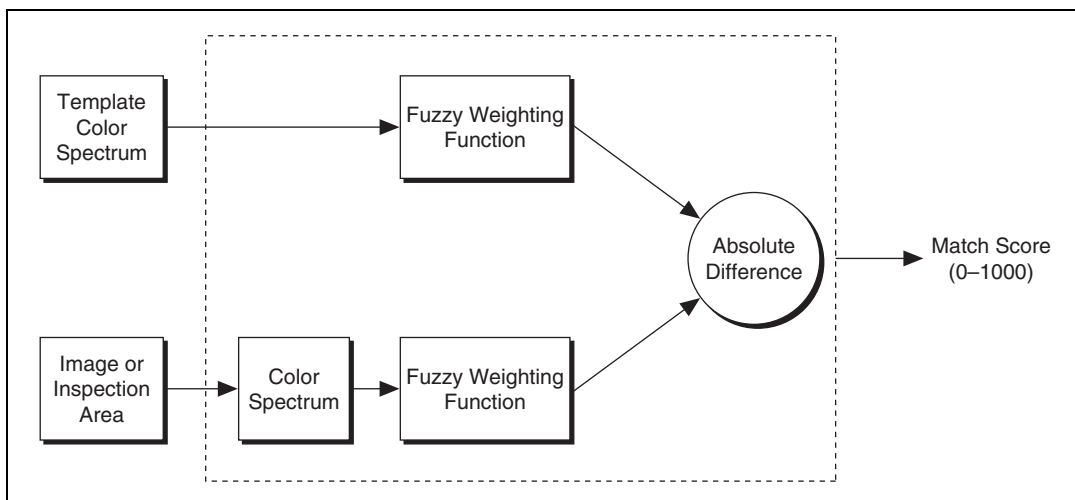 Template
Color
Spectrum
Fuzzy Weighting
Function
Absolute
Difference
Match Score
(0–1000)
Image or
Inspection
Area
Color
Spectrum
Fuzzy Weighting
Function